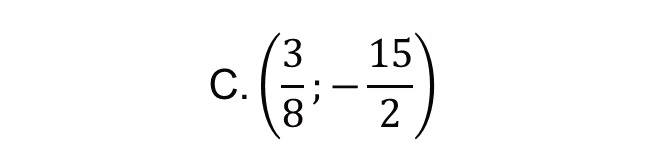 C. (3/8 ; −15/2)